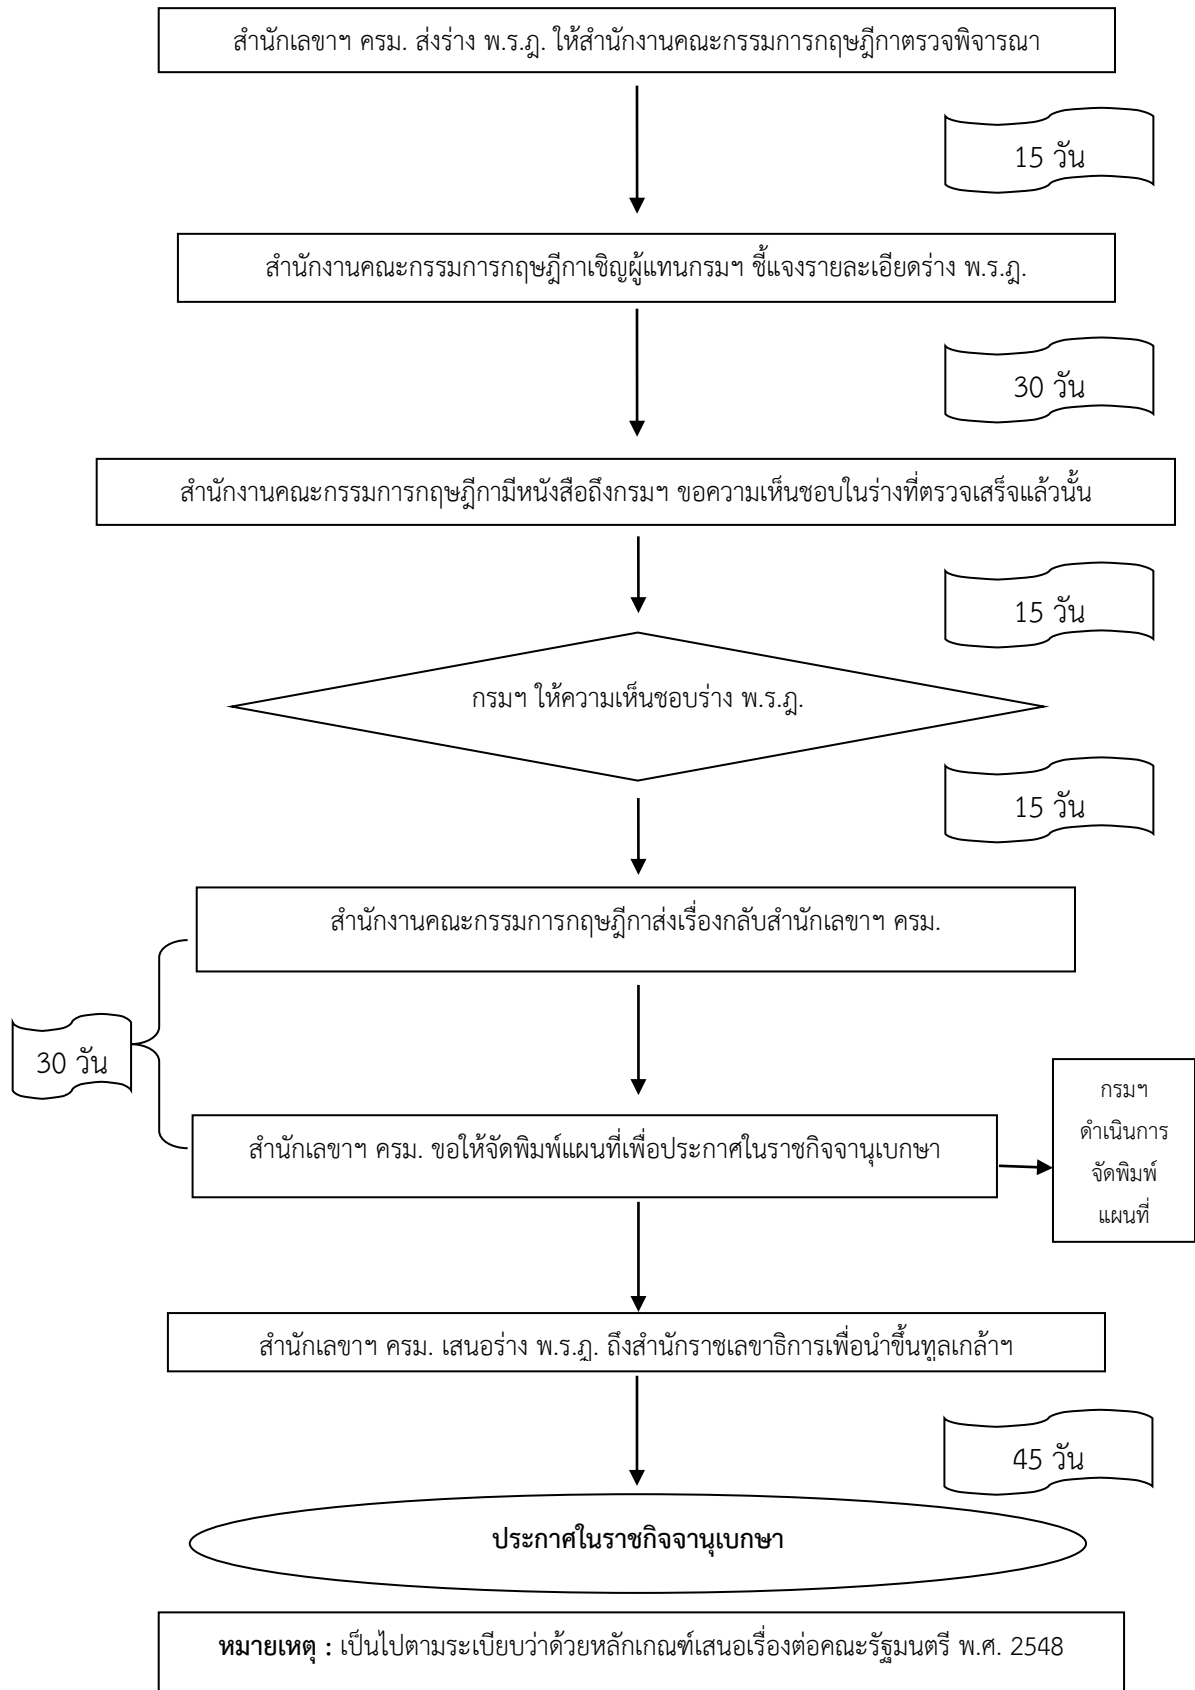 สำนักเลขาฯ ครม. ส่งร่าง พ.ร.ฎ. ให้สำนักงานคณะกรรมการกฤษฎีกาตรวจพิจารณา
15 วัน
สำนักงานคณะกรรมการกฤษฎีกาเชิญผู้แทนกรมฯ ชี้แจงรายละเอียดร่าง พ.ร.ฎ.
30 วัน
สำนักงานคณะกรรมการกฤษฎีกามีหนังสือถึงกรมฯ ขอความเห็นชอบในร่างที่ตรวจเสร็จแล้วนั้น
15 วัน
กรมฯ ให้ความเห็นชอบร่าง พ.ร.ฎ.
15 วัน
สำนักงานคณะกรรมการกฤษฎีกาส่งเรื่องกลับสำนักเลขาฯ ครม.
30 วัน
สำนักเลขาฯ ครม. ขอให้จัดพิมพ์แผนที่เพื่อประกาศในราชกิจจานุเบกษา
กรมฯ
ดำเนินการ
จัดพิมพ์
แผนที่
สำนักเลขาฯ ครม. เสนอร่าง พ.ร.ฎ. ถึงสำนักราชเลขาธิการเพื่อนำขึ้นทูลเกล้าฯ
45 วัน
ประกาศในราชกิจจานุเบกษา
หมายเหตุ : เป็นไปตามระเบียบว่าด้วยหลักเกณฑ์เสนอเรื่องต่อคณะรัฐมนตรี พ.ศ. 2548